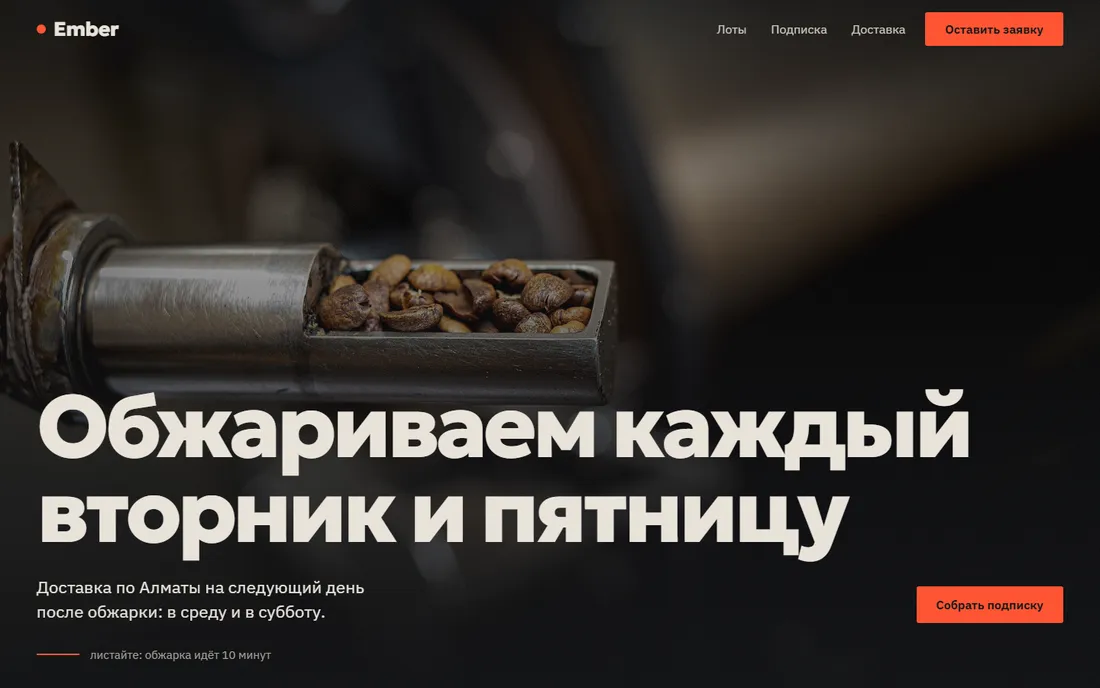 Ember
Лоты
Подписка
Доставка
Оставить заявку
Обжариваем каждый
вторник и пятницу
Доставка по Алматы на следующий день
после обжарки: в среду и в субботу.
Собрать подписку
листайте: обжарка идёт 10 минут